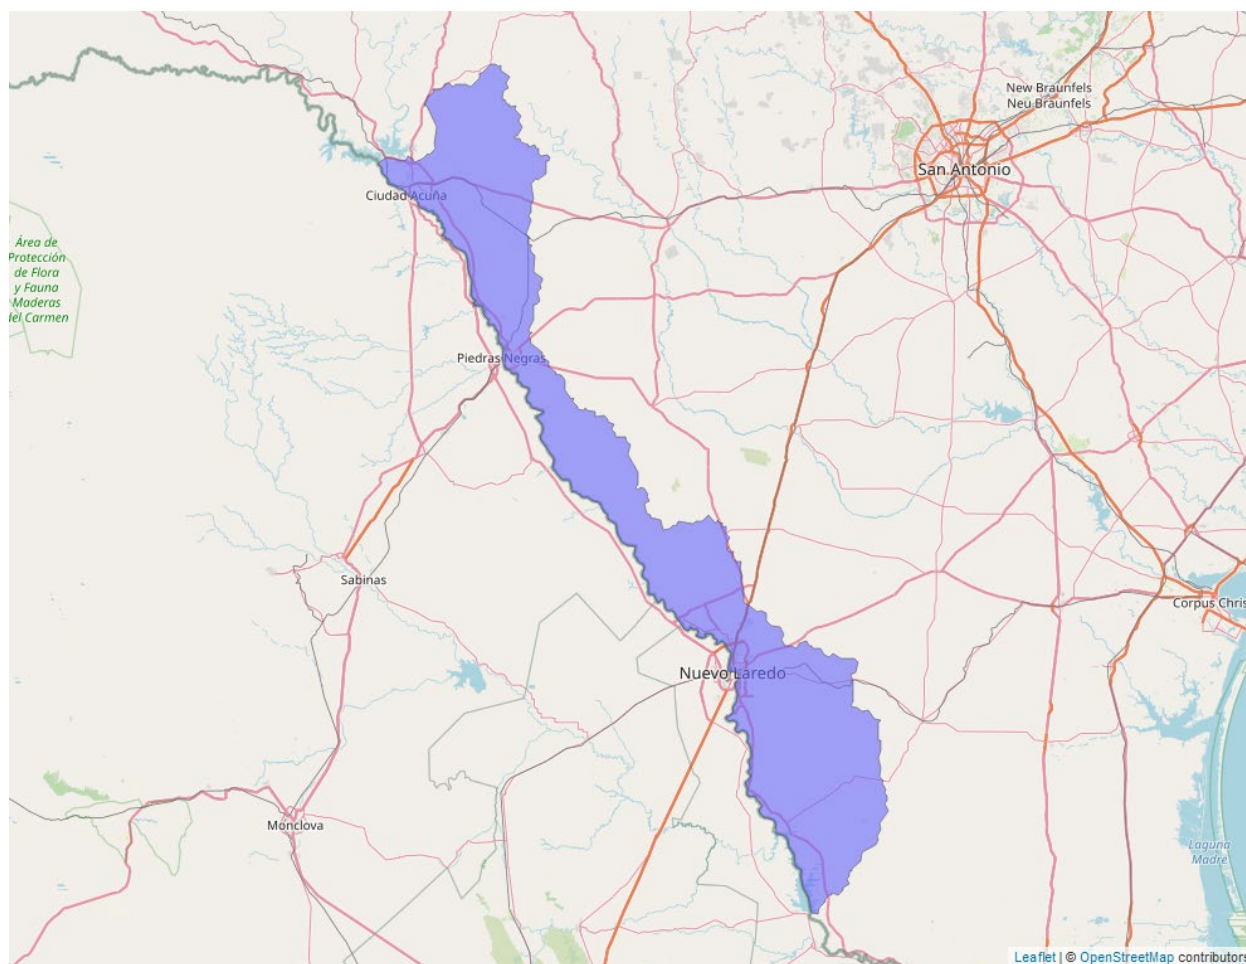 New Braunfels
Neu Braunfels
San Antonio
Ciudad Acuña
Área de
Protección
de Flora
y Fauna
Maderas
del Carmen
Piedras Negras
Sabinas
Corpus Chris
Nuevo Laredo
Monclova
Laguna
Madre
Leaflet | © OpenStreetMap contributors